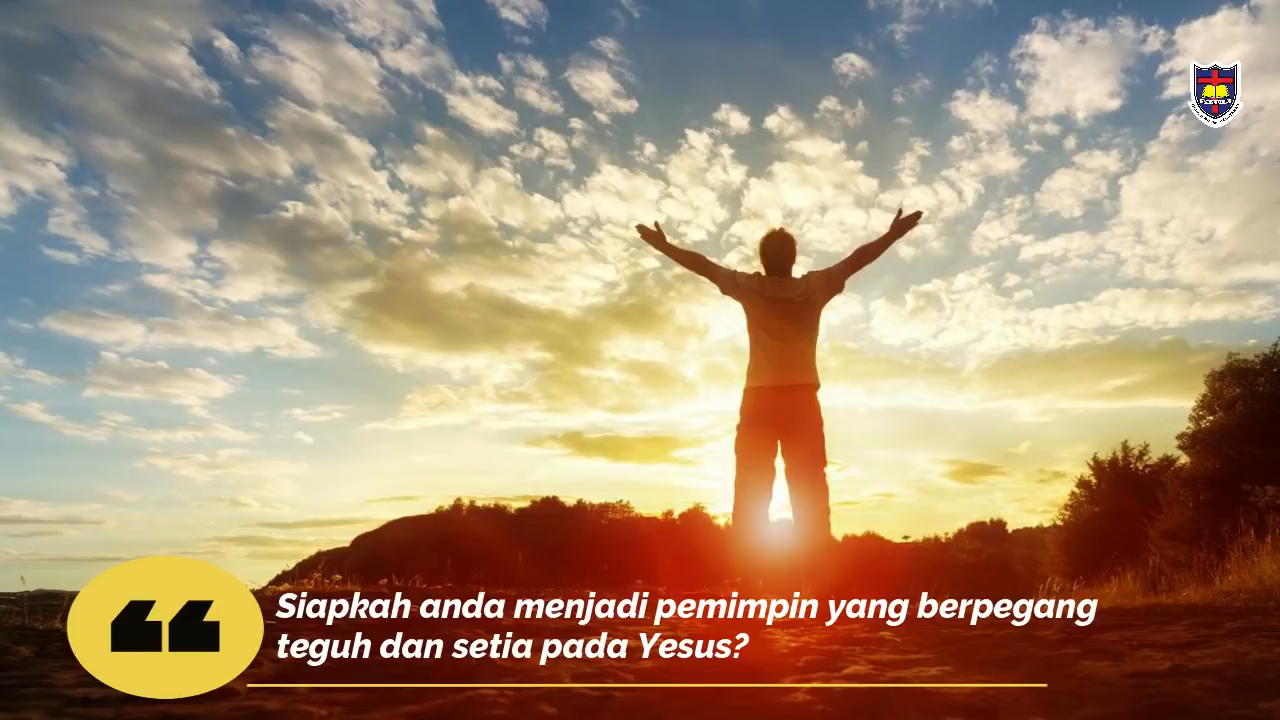 Siapkah anda menjadi pemimpin yang berpegang
teguh dan setia pada Yesus?